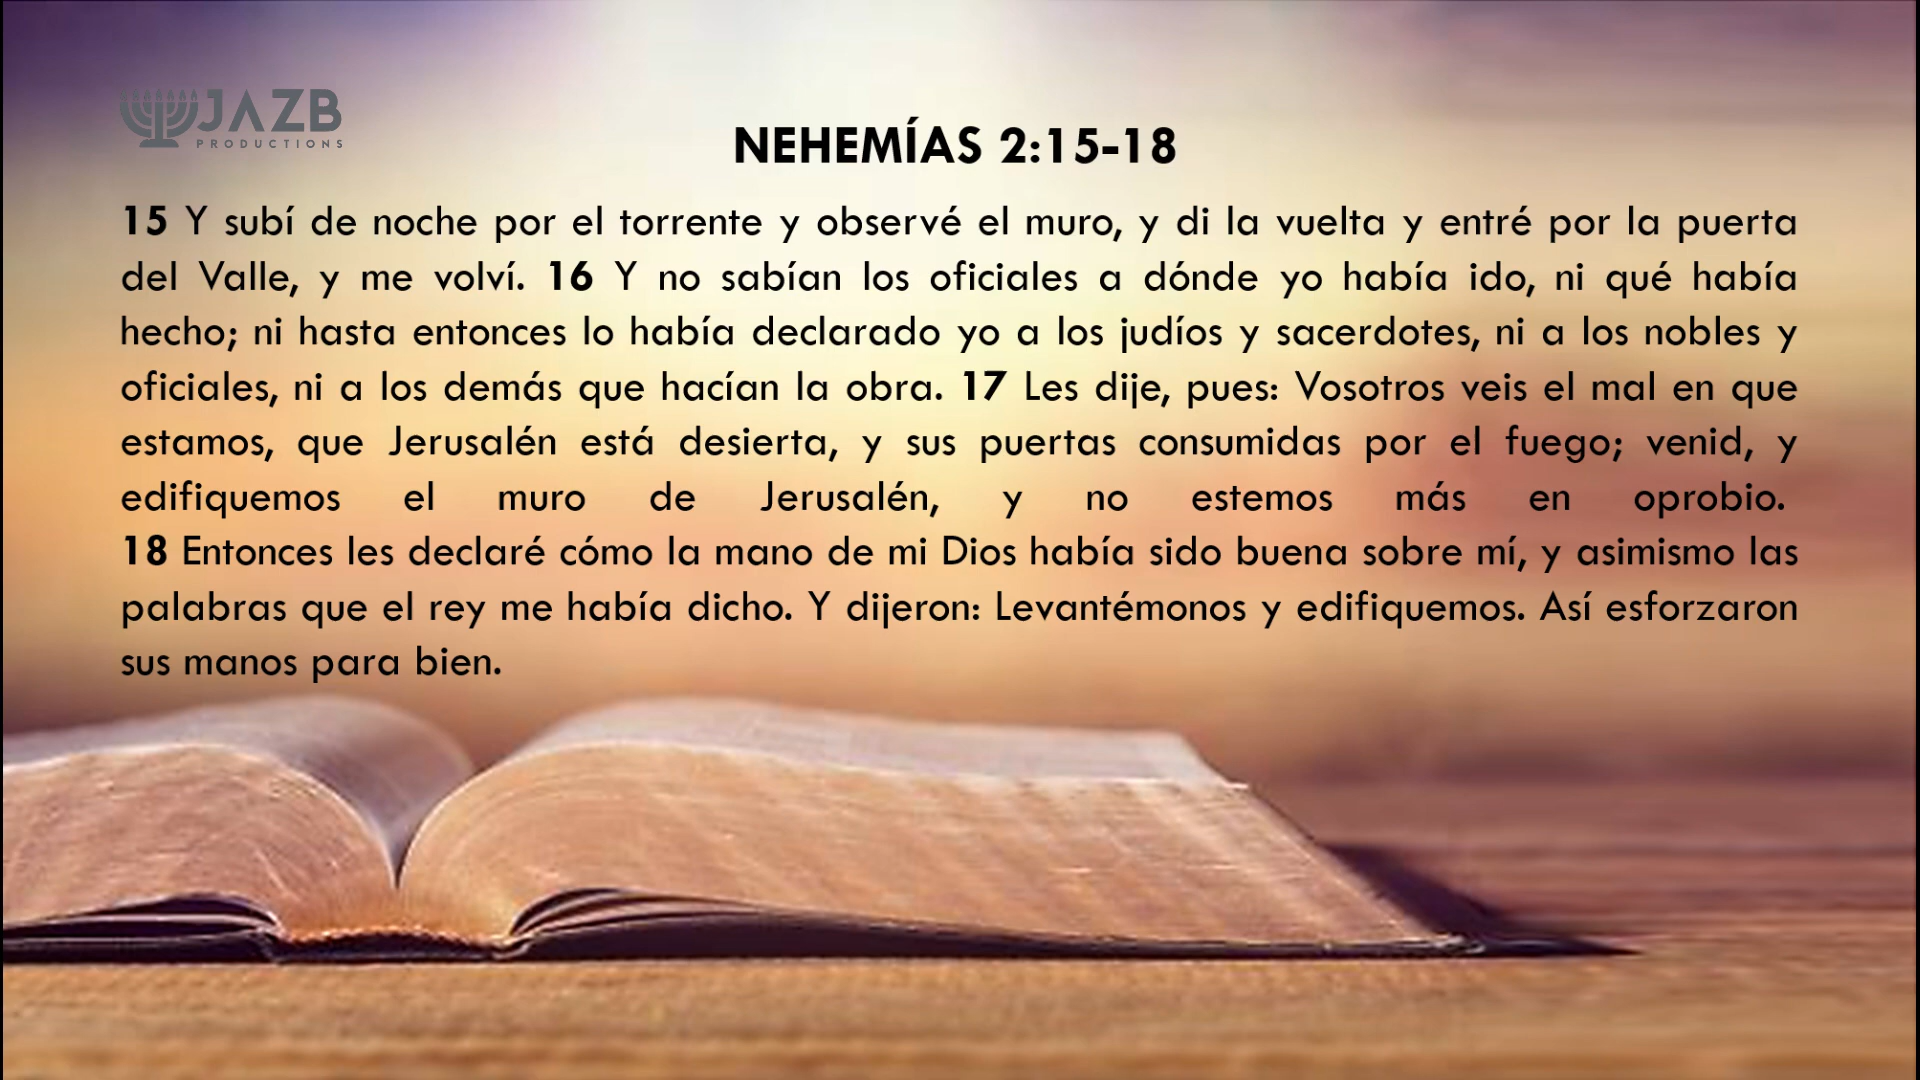 JAZB
PRODUCTIONS
NEHEMÍAS 2:15-18
15 Y subí de noche por el torrente y observé el muro, y di la vuelta y entré por la puerta
del Valle, y me volví. 16 Y no sabían los oficiales a dónde yo había ido, ni qué había
hecho; ni hasta entonces lo había declarado yo a los judíos y sacerdotes, ni a los nobles y
oficiales, ni a los demás que hacían la obra. 17 Les dije, pues: Vosotros veis el mal en que
estamos, que Jerusalén está desierta, y sus puertas consumidas por el fuego; venid, y
edifiquemos el muro de Jerusalén, y no estemos más en oprobio.
18 Entonces les declaré cómo la mano de mi Dios había sido buena sobre mí, y asimismo las
palabras que el rey me había dicho. Y dijeron: Levantémonos y edifiquemos. Así esforzaron
sus manos para bien.